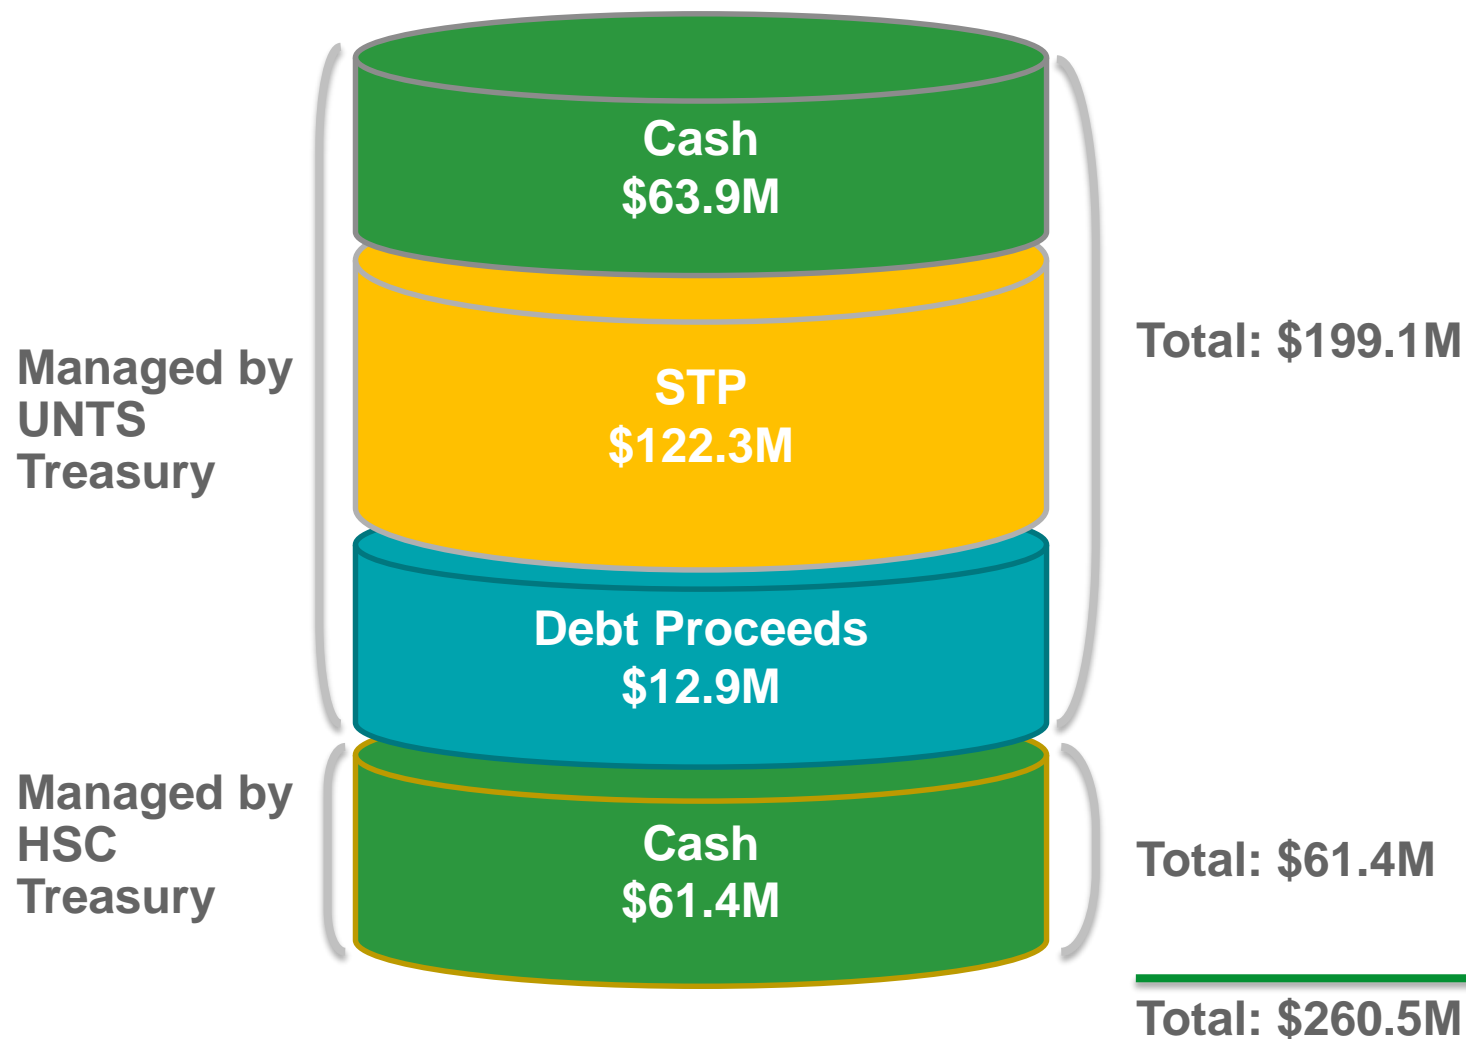 Cash
$63.9M
Total: $199.1M
Managed by
UNTS
Treasury
STP
$122.3M
Debt Proceeds
$12.9M
Managed by
HSC
Treasury
Cash
$61.4M
Total: $61.4M
Total: $260.5M